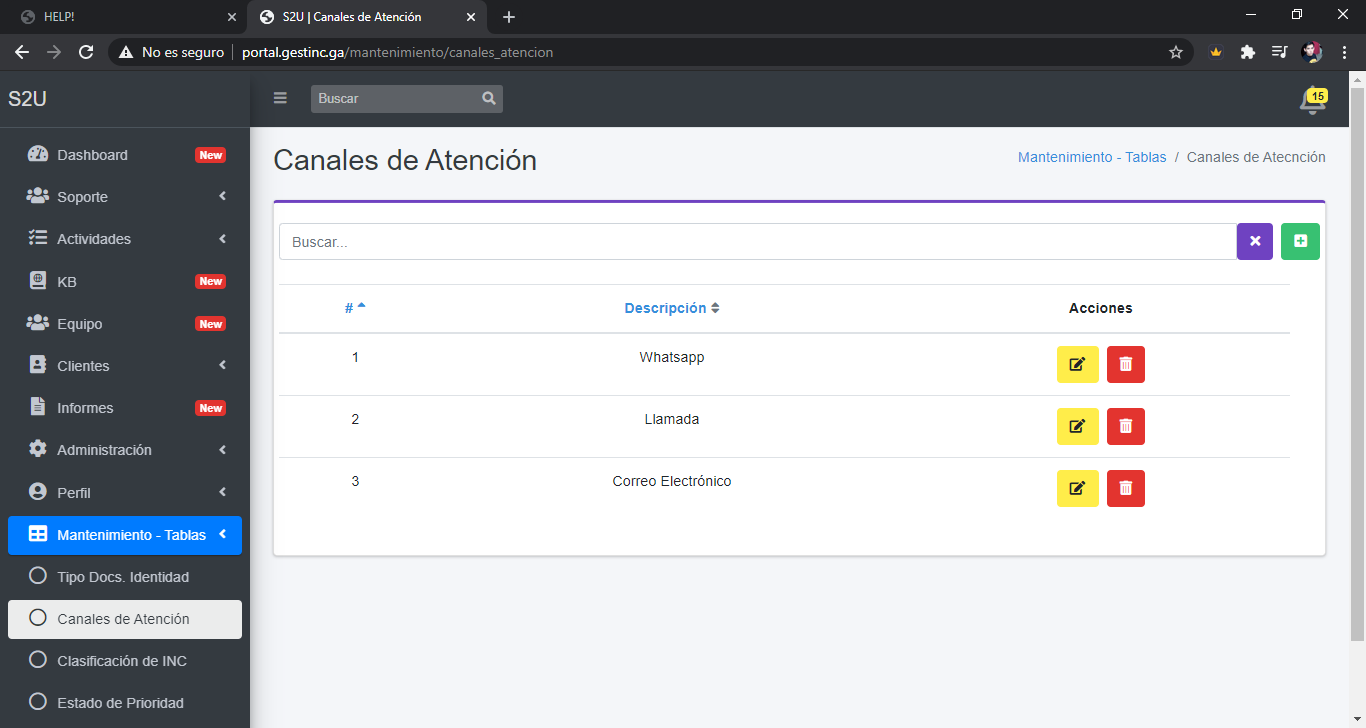 HELP!
S2U | Canales de Atención
No es seguro
portal.gestinc.ga/mantenimiento/canales_atencion
S2U
Buscar
15
Dashboard New
Soporte
Actividades
KB New
Equipo New
Clientes
Informes New
Administración
Perfil
Mantenimiento - Tablas
Tipo Docs. Identidad
Canales de Atención
Clasificación de INC
Estado de Prioridad
Canales de Atención
Mantenimiento - Tablas / Canales de Atecnción
Buscar...
# Descripción Acciones
1 Whatsapp
2 Llamada
3 Correo Electrónico